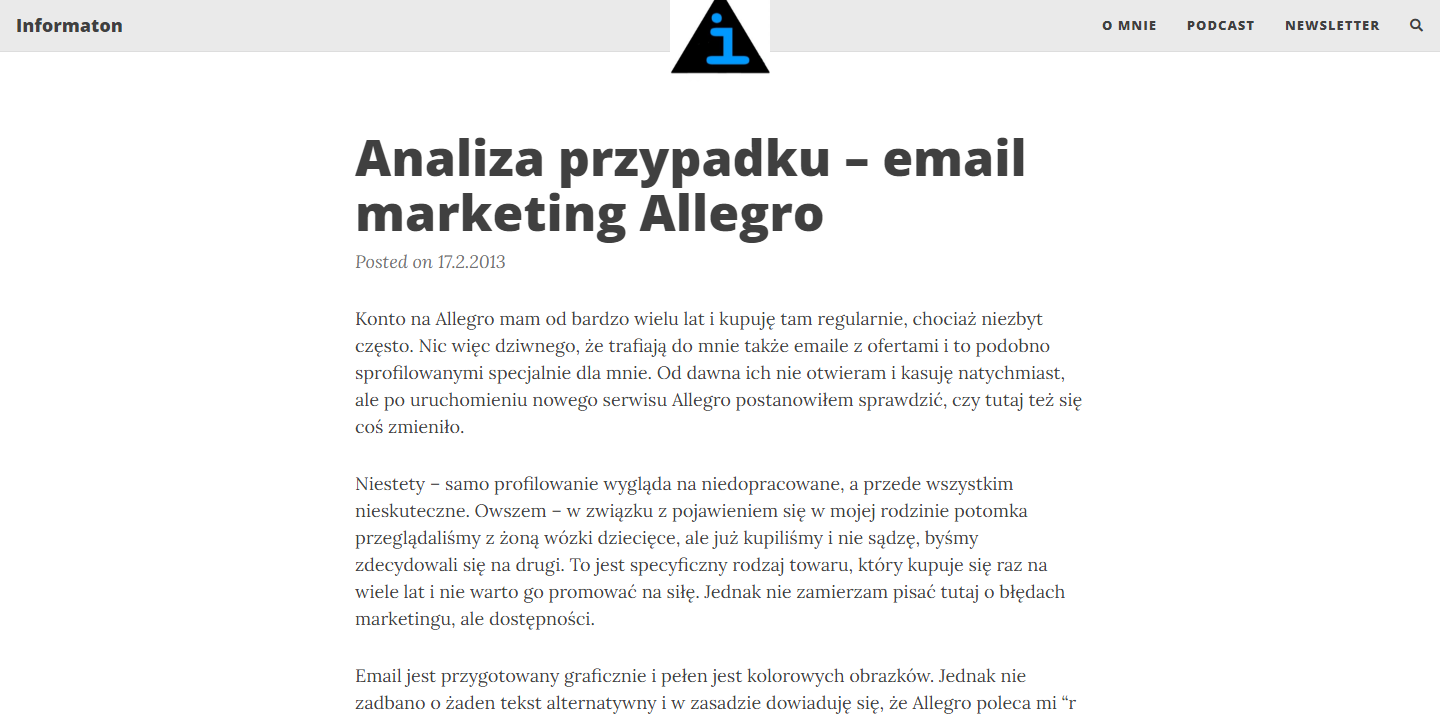 Informaton
i
O MNIE
PODCAST
NEWSLETTER
Analiza przypadku – email
marketing Allegro
Posted on 17.2.2013
Konto na Allegro mam od bardzo wielu lat i kupuję tam regularnie, chociaż niezbyt
często. Nic więc dziwnego, że trafiają do mnie także emaile z ofertami i to podobno
sprofilowanymi specjalnie dla mnie. Od dawna ich nie otwieram i kasuję natychmiast,
ale po uruchomieniu nowego serwisu Allegro postanowiłem sprawdzić, czy tutaj też się
coś zmieniło.
Niestety – samo profilowanie wygląda na niedopracowane, a przede wszystkim
nieskuteczne. Owszem – w związku z pojawieniem się w mojej rodzinie potomka
przeglądaliśmy z żoną wózki dziecięce, ale już kupiliśmy i nie sądzę, byśmy
zdecydowali się na drugi. To jest specyficzny rodzaj towaru, który kupuje się raz na
wiele lat i nie warto go promować na siłę. Jednak nie zamierzam pisać tutaj o błędach
marketingu, ale dostępności.
Email jest przygotowany graficznie i pełen jest kolorowych obrazków. Jednak nie
zadbano o żaden tekst alternatywny i w zasadzie dowiaduję się, że Allegro poleca mi “r